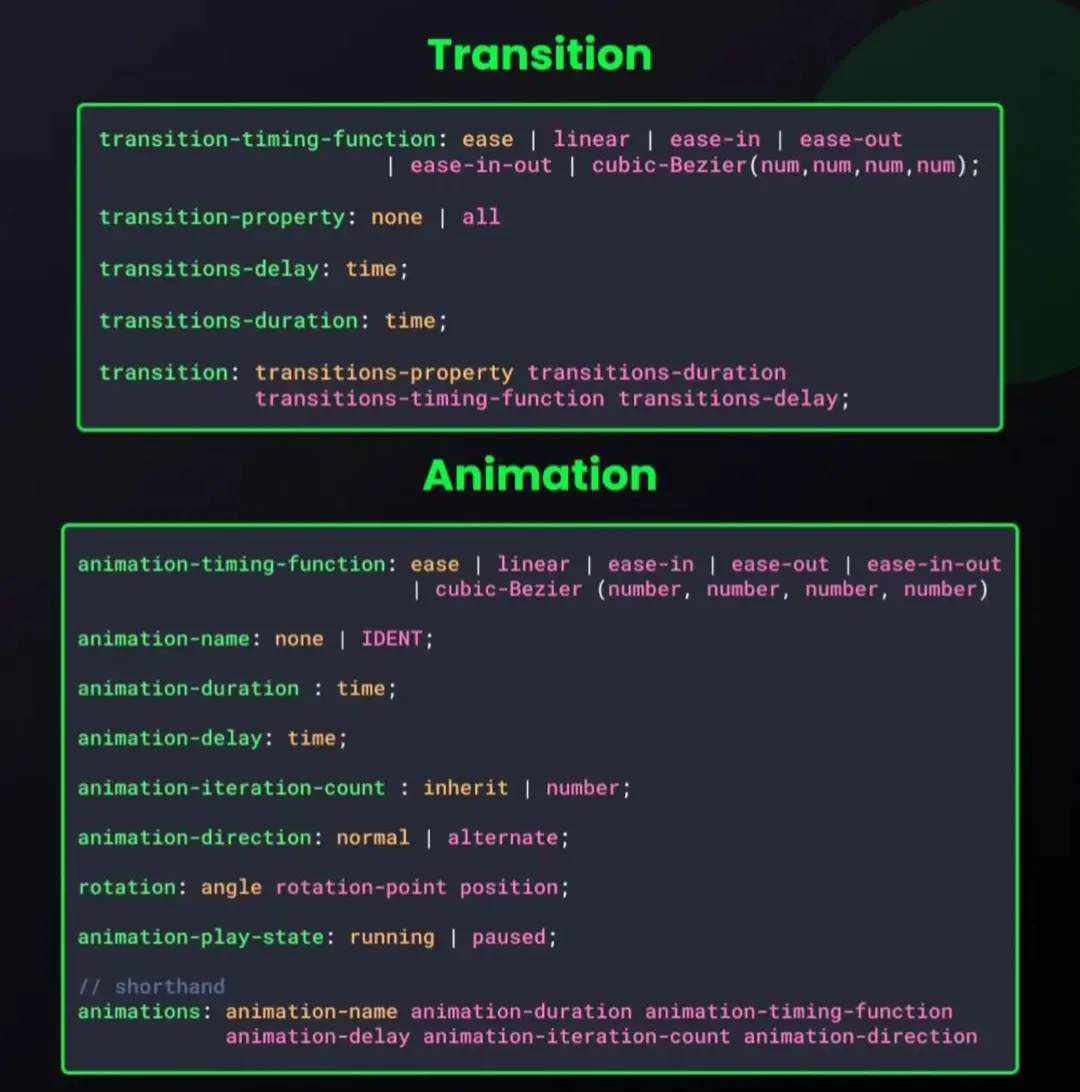 Transition
transition-timing-function: ease | linear | ease-in | ease-out
| ease-in-out | cubic-Bezier(num,num,num,num);
transition-property: none | all
transitions-delay: time;
transitions-duration: time;
transition: transitions-property transitions-duration
transitions-timing-function transitions-delay;
Animation
animation-timing-function: ease | linear | ease-in | ease-out | ease-in-out
| cubic-Bezier (number, number, number, number)
animation-name: none | IDENT;
animation-duration : time;
animation-delay: time;
animation-iteration-count : inherit | number;
animation-direction: normal | alternate;
rotation: angle rotation-point position;
animation-play-state: running | paused;
// shorthand
animations: animation-name animation-duration animation-timing-function
animation-delay animation-iteration-count animation-direction